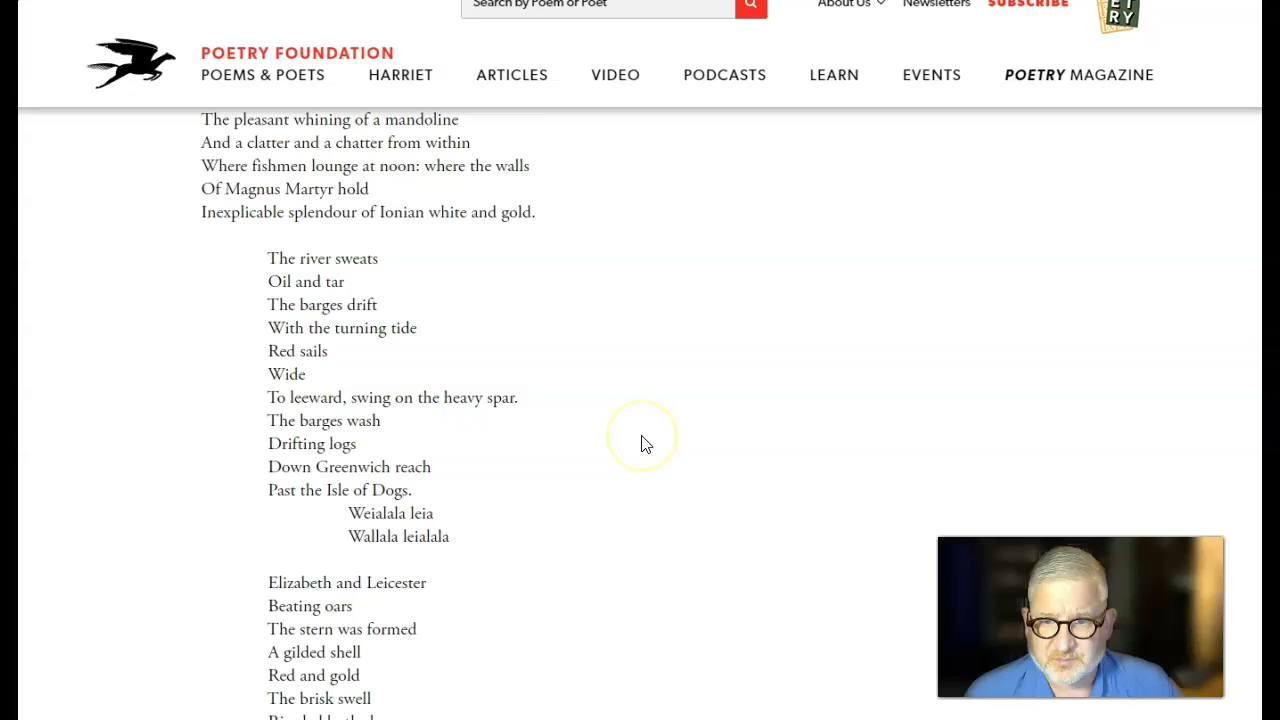 Search by Poem or Poet
About Us
Newsletters
SUBSCRIBE
ET
RY
POETRY FOUNDATION
POEMS & POETS
HARRIET
ARTICLES
VIDEO
PODCASTS
LEARN
EVENTS
POETRY MAGAZINE
The pleasant whining of a mandoline
And a clatter and a chatter from within
Where fishmen lounge at noon: where the walls
Of Magnus Martyr hold
Inexplicable splendour of Ionian white and gold.
The river sweats
Oil and tar
The barges drift
With the turning tide
Red sails
Wide
To leeward, swing on the heavy spar.
The barges wash
Drifting logs
Down Greenwich reach
Past the Isle of Dogs.
Weialala leia
Wallala leialala
Elizabeth and Leicester
Beating oars
The stern was formed
A gilded shell
Red and gold
The brisk swell